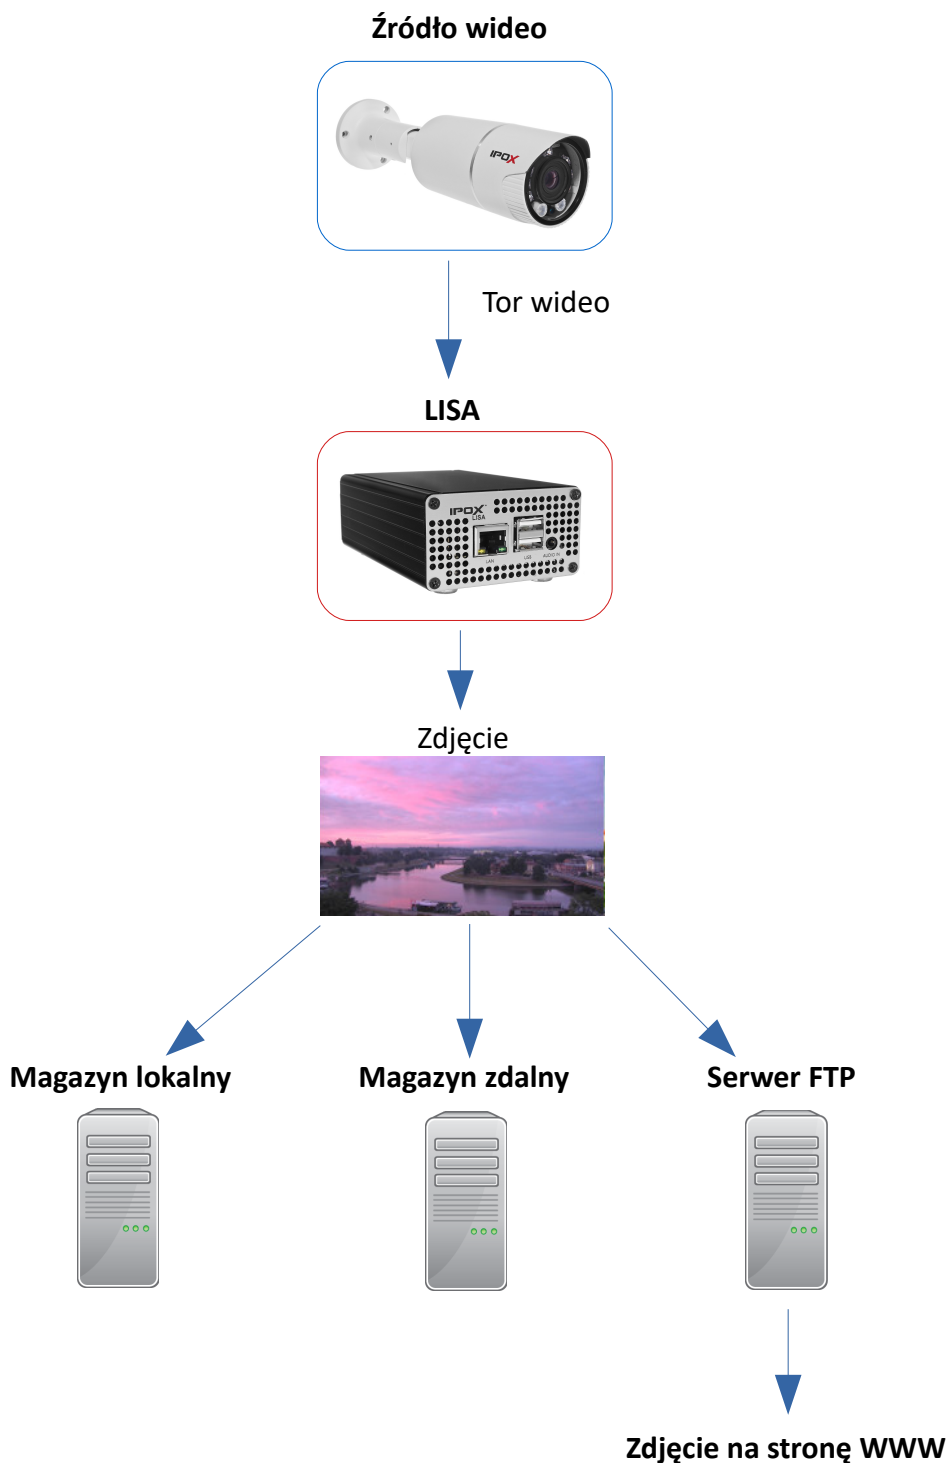 Źródło wideo
IPOX
Tor wideo
LISA
IPOX
LISA
LAN
USB
AUDIO IN
Zdjęcie
Magazyn lokalny
Magazyn zdalny
Serwer FTP
Zdjęcie na stronę WWW